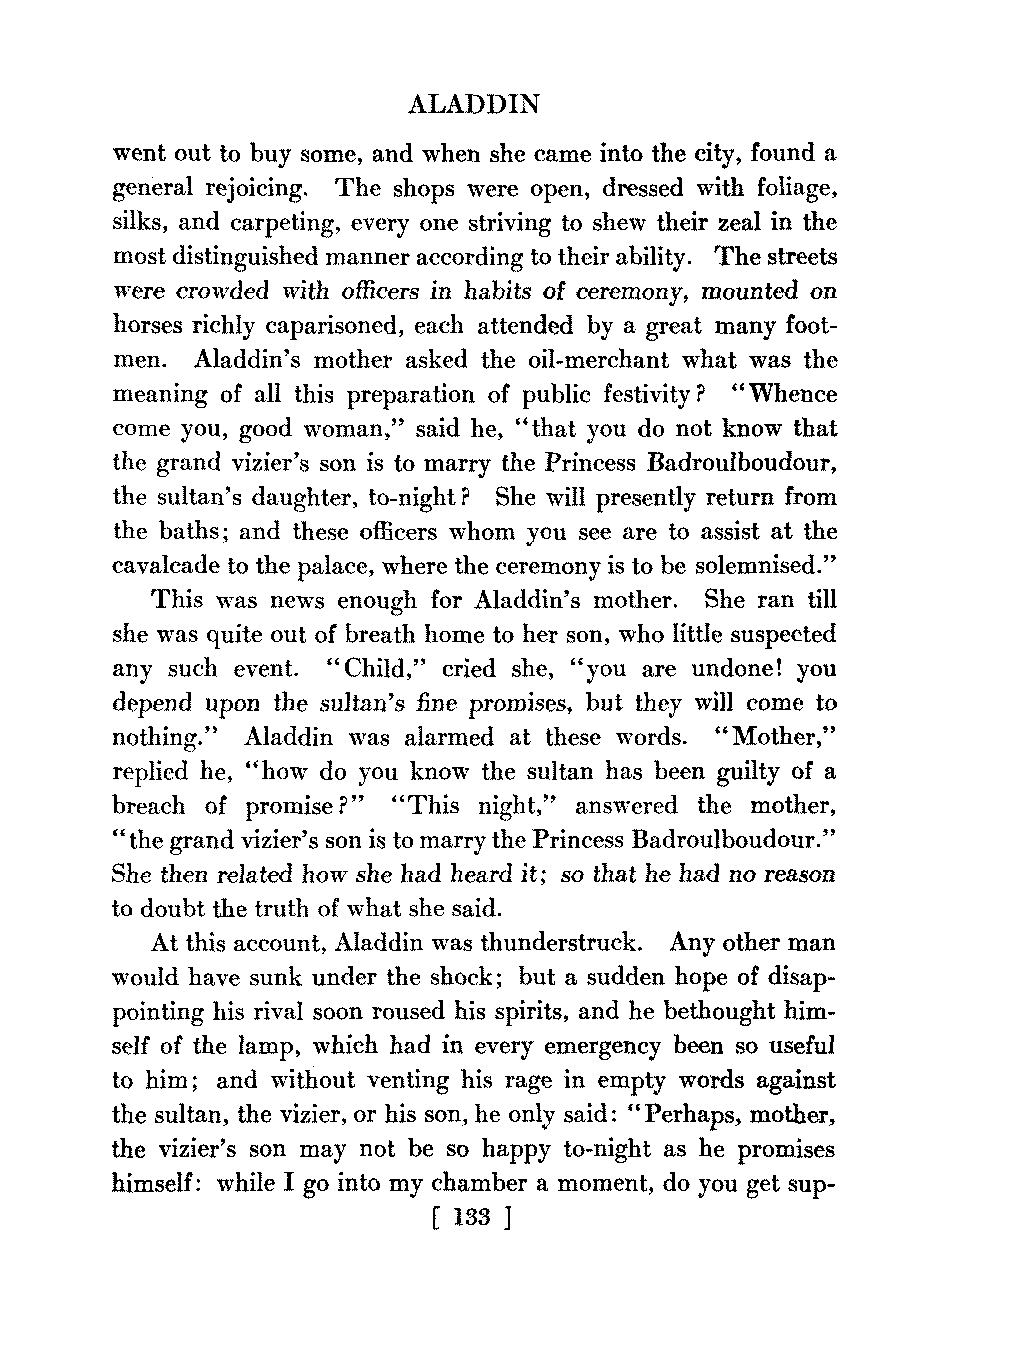 ALADDIN
went out to buy some, and when she came into the city, found a
general rejoicing. The shops were open, dressed with foliage,
silks, and carpeting, every one striving to shew their zeal in the
most distinguished manner according to their ability. The streets
were crowded with officers in habits of ceremony, mounted on
horses richly caparisoned, each attended by a great many foot-
men. Aladdin's mother asked the oil-merchant what was the
meaning of all this preparation of public festivity? "Whence
come you, good woman," said he, "that you do not know that
the grand vizier's son is to marry the Princess Badroulboudour,
the sultan's daughter, to-night? She will presently return from
the baths; and these officers whom you see are to assist at the
cavalcade to the palace, where the ceremony is to be solemnised."
This was news enough for Aladdin's mother. She ran till
she was quite out of breath home to her son, who little suspected
any such event. "Child," cried she, "you are undone! you
depend upon the sultan's fine promises, but they will come to
nothing." Aladdin was alarmed at these words. "Mother,"
replied he, "how do you know the sultan has been guilty of a
breach of promise?" "This night," answered the mother,
"the grand vizier's son is to marry the Princess Badroulboudour."
She then related how she had heard it; so that he had no reason
to doubt the truth of what she said.
At this account, Aladdin was thunderstruck. Any other man
would have sunk under the shock; but a sudden hope of disap-
pointing his rival soon roused his spirits, and he bethought him-
self of the lamp, which had in every emergency been so useful
to him; and without venting his rage in empty words against
the sultan, the vizier, or his son, he only said: "Perhaps, mother,
the vizier's son may not be so happy to-night as he promises
himself: while I go into my chamber a moment, do you get sup-
[ 133 ]